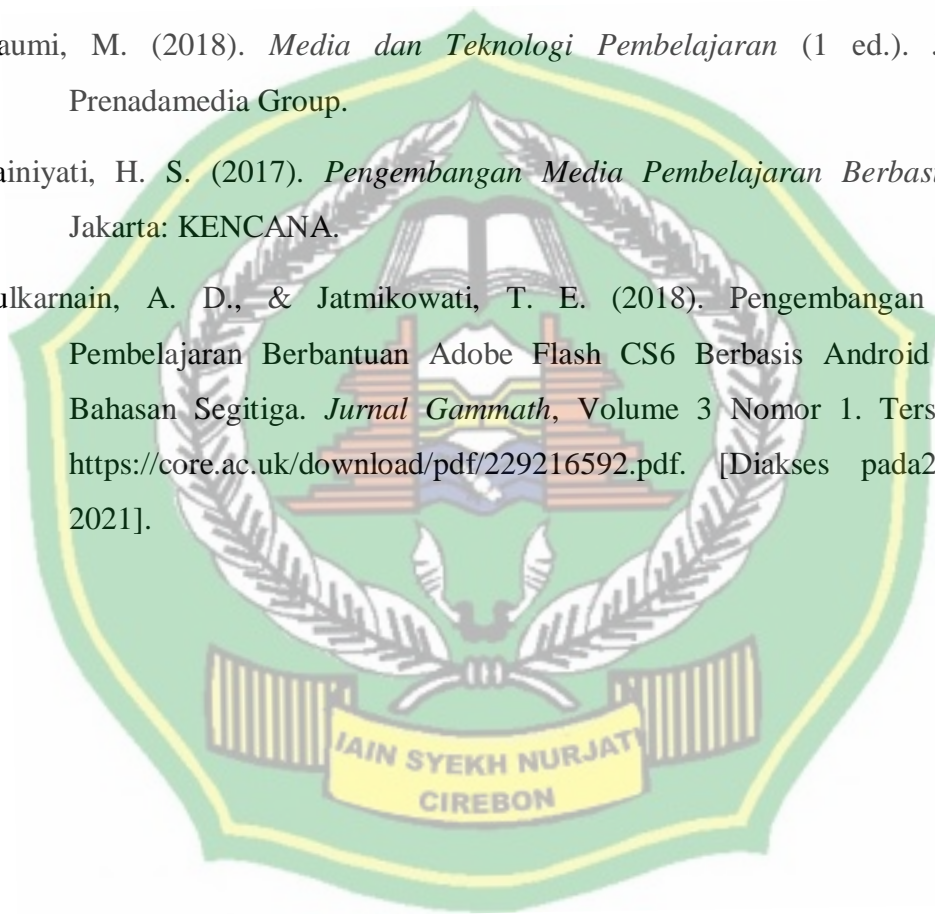 aumi, M. (2018). Media dan Teknologi Pembelajaran (1 ed.).
Prenadamedia Group.
ainiyati, H. S. (2017). Pengembangan Media Pembelajaran Berbasi
Jakarta: KENCANA.
ulkarnain, A. D., & Jatmikowati, T. E. (2018). Pengembangan
Pembelajaran Berbantuan Adobe Flash CS6 Berbasis Android
Bahasan Segitiga. Jurnal Gammath, Volume 3 Nomor 1. Ters
https://core.ac.uk/download/pdf/229216592.pdf. [Diakses pada2
2021].
IAIN SYEKH NURJATI
CIREBON